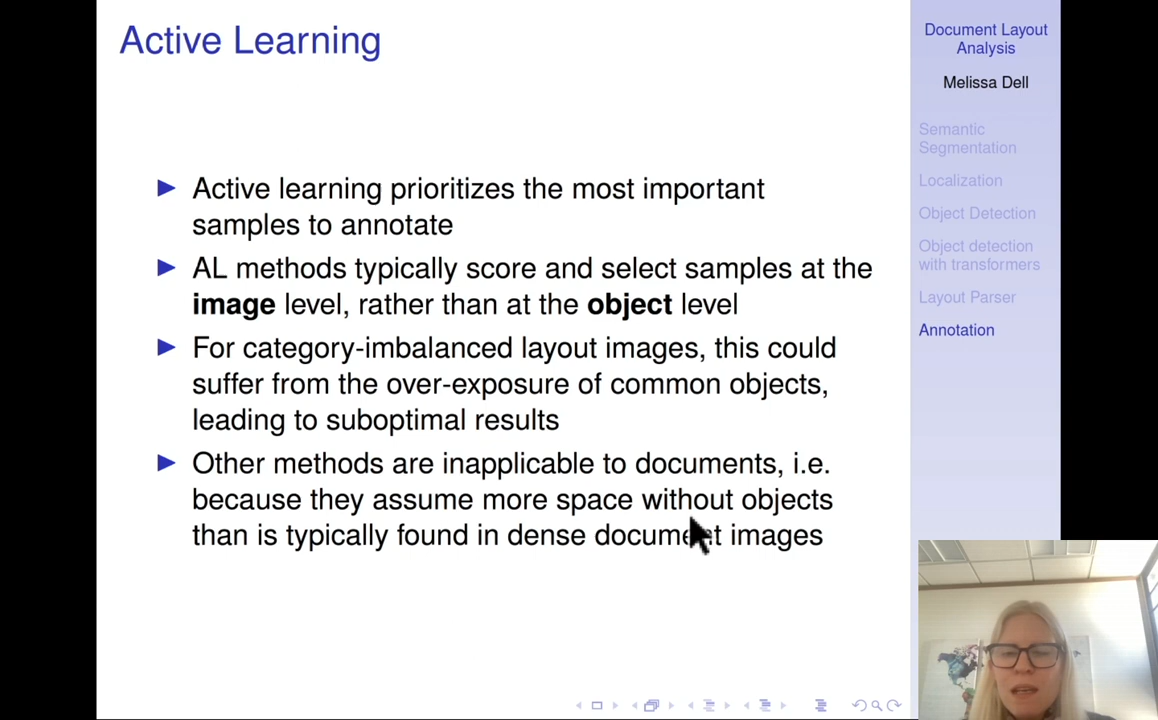 Active Learning
Active learning prioritizes the most important
samples to annotate
AL methods typically score and select samples at the
image level, rather than at the object level
For category-imbalanced layout images, this could
suffer from the over-exposure of common objects,
leading to suboptimal results
Other methods are inapplicable to documents, i.e.
because they assume more space without objects
than is typically found in dense document images
Document Layout
Analysis
Melissa Dell
Semantic
Segmentation
Localization
Object Detection
Object detection
with transformers
Layout Parser
Annotation